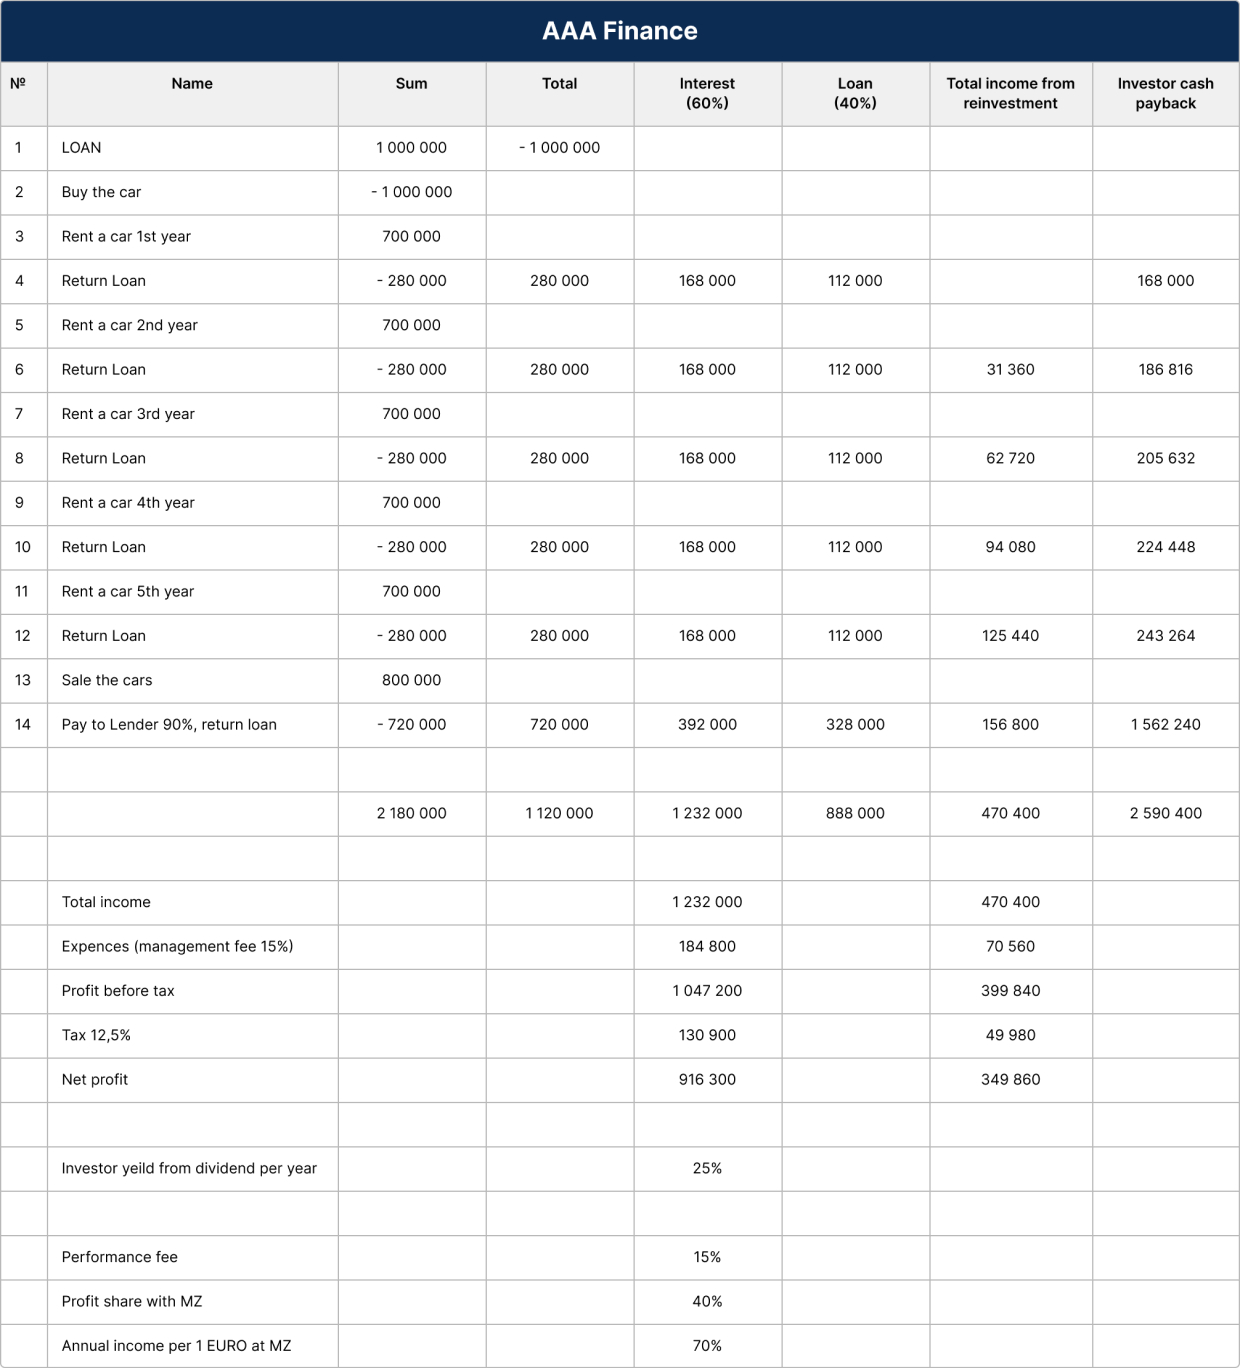 AAA Finance
№ Name Sum Total Interest (60%) Loan (40%) Total income from reinvestment Investor cash payback
1 LOAN 1 000 000 - 1 000 000
2 Buy the car - 1 000 000
3 Rent a car 1st year 700 000
4 Return Loan - 280 000 280 000 168 000 112 000 168 000
5 Rent a car 2nd year 700 000
6 Return Loan - 280 000 280 000 168 000 112 000 31 360 186 816
7 Rent a car 3rd year 700 000
8 Return Loan - 280 000 280 000 168 000 112 000 62 720 205 632
9 Rent a car 4th year 700 000
10 Return Loan - 280 000 280 000 168 000 112 000 94 080 224 448
11 Rent a car 5th year 700 000
12 Return Loan - 280 000 280 000 168 000 112 000 125 440 243 264
13 Sale the cars 800 000
14 Pay to Lender 90%, return loan - 720 000 720 000 392 000 328 000 156 800 1 562 240
2 180 000 1 120 000 1 232 000 888 000 470 400 2 590 400
Total income 1 232 000 470 400
Expences (management fee 15%) 184 800 70 560
Profit before tax 1 047 200 399 840
Tax 12,5% 130 900 49 980
Net profit 916 300 349 860
Investor yeild from dividend per year 25%
Performance fee 15%
Profit share with MZ 40%
Annual income per 1 EURO at MZ 70%